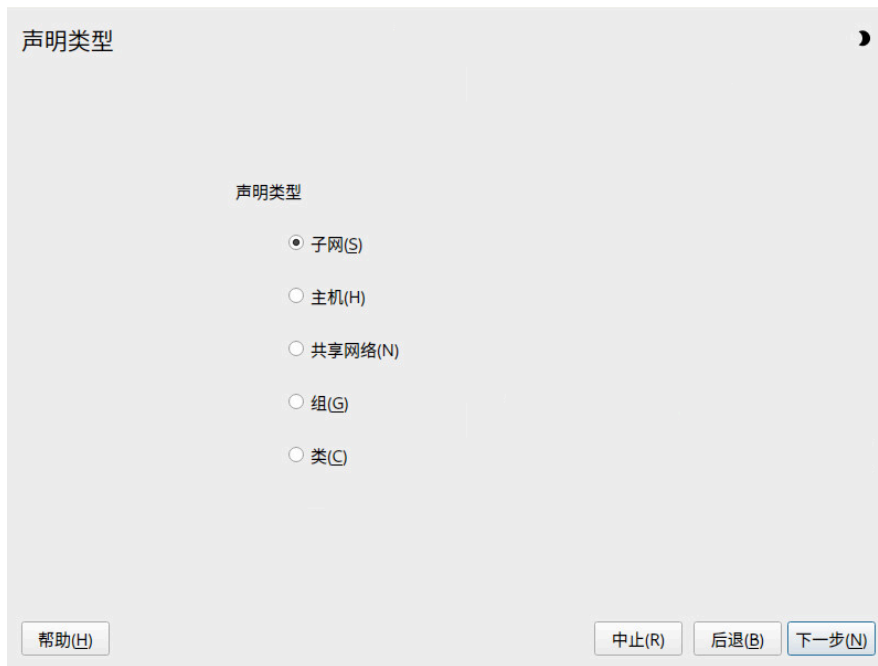 声明类型
声明类型
子网(S)
主机(H)
共享网络(N)
组(G)
类(C)
帮助(H) 中止(R) 后退(B) 下一步(N)